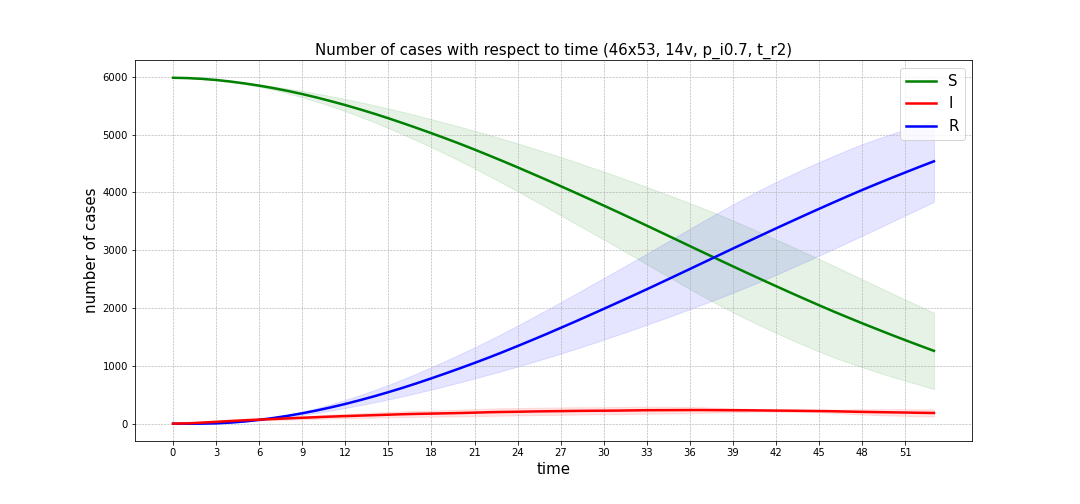 Number of cases with respect to time (46x53, 14v, p_i0.7, t_r2)
S
I
R
number of cases
6000
5000
4000
3000
2000
1000
0
0 3 6 9 12 15 18 21 24 27 30 33 36 39 42 45 48 51
time